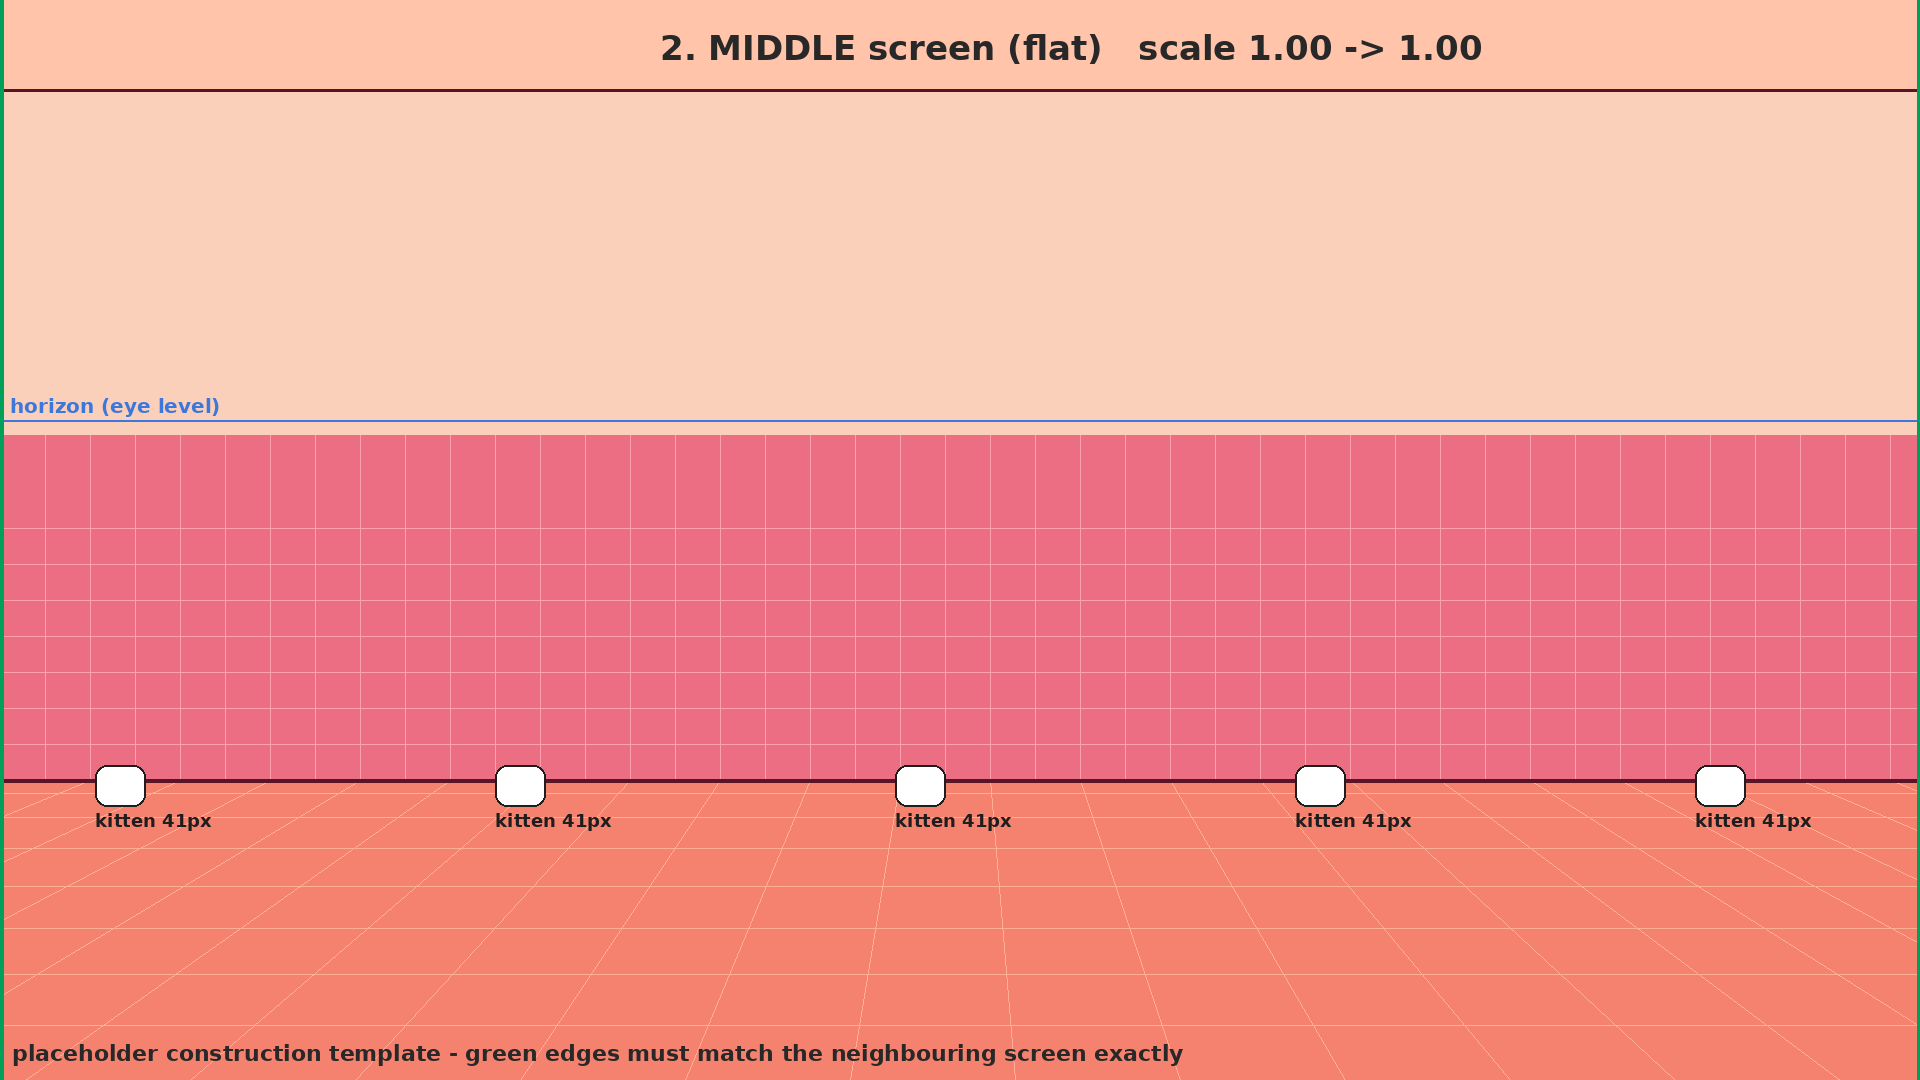 2. MIDDLE screen (flat)   scale 1.00 -> 1.00
horizon (eye level)
kitten 41px
kitten 41px
kitten 41px
kitten 41px
kitten 41px
placeholder construction template - green edges must match the neighbouring screen exactly